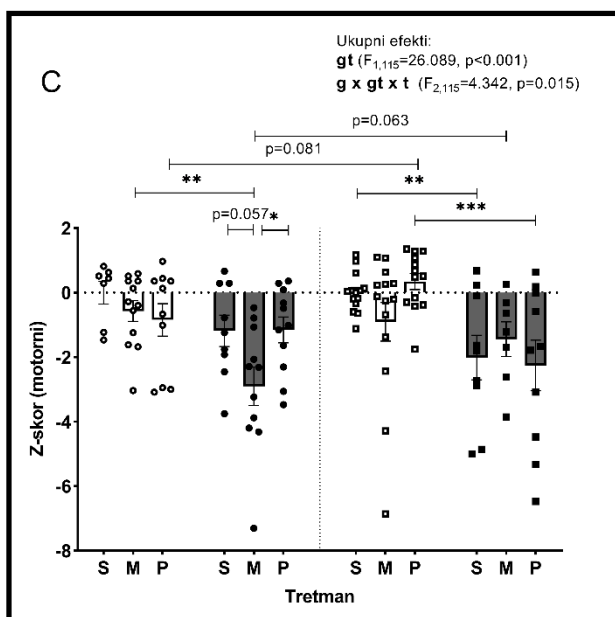 Ukupni efekti:
C
gt (F1,115=26.089, p<0.001)
g x gt x t (F2,115=4.342, p=0.015)
p=0.063
p=0.081
** **
p=0.057 * ***
2
0
-2
-4
-6
-8
Z-skor (motorni)
S M P S M P S M P S M P
Tretman